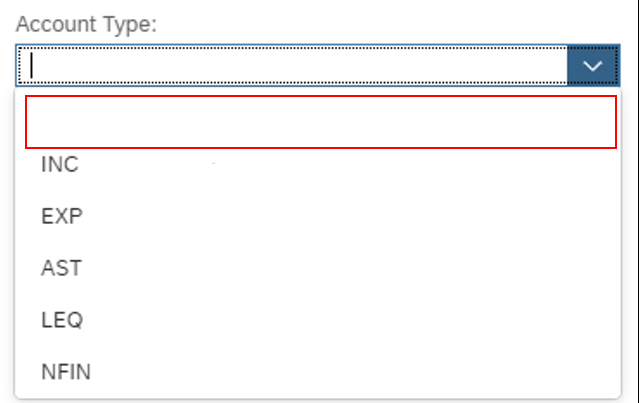 Account Type:
INC
EXP
AST
LEQ
NFIN